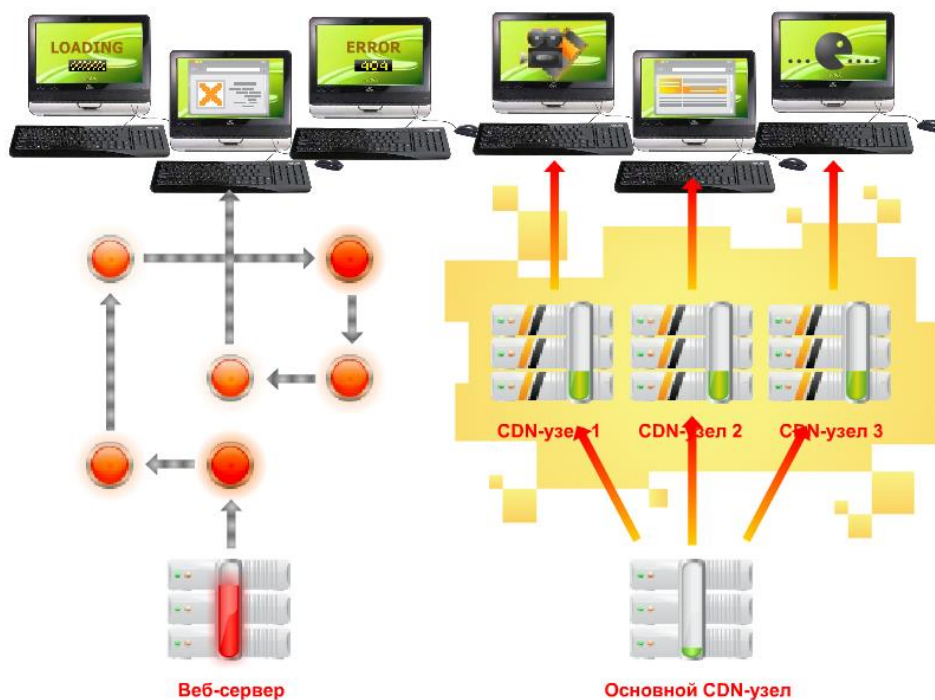 LOADING
ERROR
404
CDN-узел 1
CDN-узел 2
CDN-узел 3
Веб-сервер
Основной CDN-узел